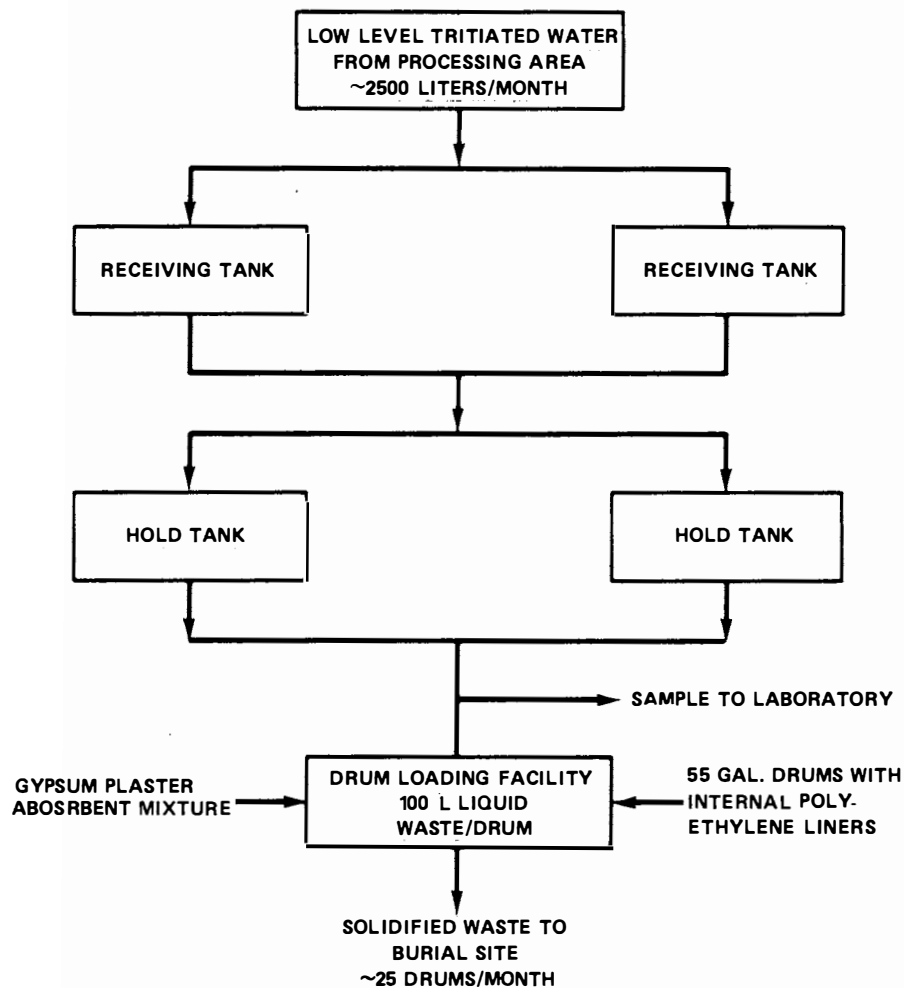 LOW LEVEL TRITIATED WATER
FROM PROCESSING AREA
~2500 LITERS/MONTH
RECEIVING TANK
RECEIVING TANK
HOLD TANK
HOLD TANK
SAMPLE TO LABORATORY
GYPSUM PLASTER
ABOSRBENT MIXTURE
DRUM LOADING FACILITY
100 L LIQUID
WASTE/DRUM
55 GAL. DRUMS WITH
INTERNAL POLY-
ETHYLENE LINERS
SOLIDIFIED WASTE TO
BURIAL SITE
~25 DRUMS/MONTH